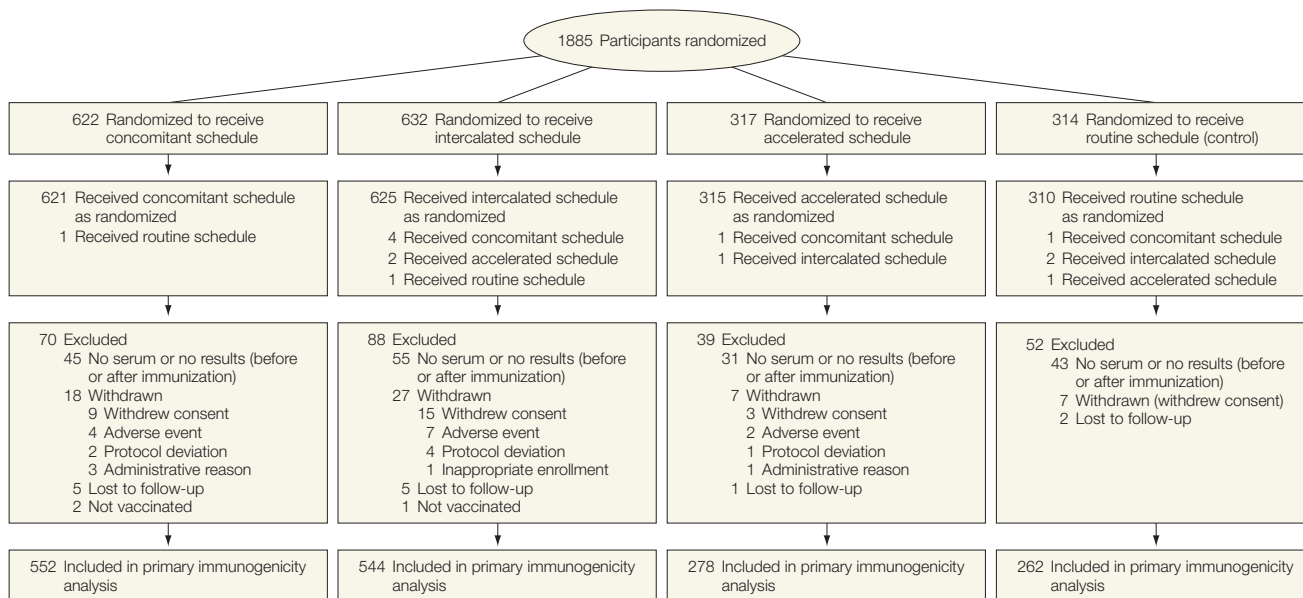 1885 Participants randomized
622 Randomized to receive
concomitant schedule
632 Randomized to receive
intercalated schedule
317 Randomized to receive
accelerated schedule
314 Randomized to receive
routine schedule (control)
621 Received concomitant schedule
as randomized
1 Received routine schedule
625 Received intercalated schedule
as randomized
4 Received concomitant schedule
2 Received accelerated schedule
1 Received routine schedule
315 Received accelerated schedule
as randomized
1 Received concomitant schedule
1 Received intercalated schedule
310 Received routine schedule
as randomized
1 Received concomitant schedule
2 Received intercalated schedule
1 Received accelerated schedule
70 Excluded
45 No serum or no results (before
or after immunization)
18 Withdrawn
9 Withdrew consent
4 Adverse event
2 Protocol deviation
3 Administrative reason
5 Lost to follow-up
2 Not vaccinated
88 Excluded
55 No serum or no results (before
or after immunization)
27 Withdrawn
15 Withdrew consent
7 Adverse event
4 Protocol deviation
1 Inappropriate enrollment
5 Lost to follow-up
1 Not vaccinated
39 Excluded
31 No serum or no results (before
or after immunization)
7 Withdrawn
3 Withdrew consent
2 Adverse event
1 Protocol deviation
1 Administrative reason
1 Lost to follow-up
52 Excluded
43 No serum or no results (before
or after immunization)
7 Withdrawn (withdrew consent)
2 Lost to follow-up
552 Included in primary immunogenicity
analysis
544 Included in primary immunogenicity
analysis
278 Included in primary immunogenicity
analysis
262 Included in primary immunogenicity
analysis